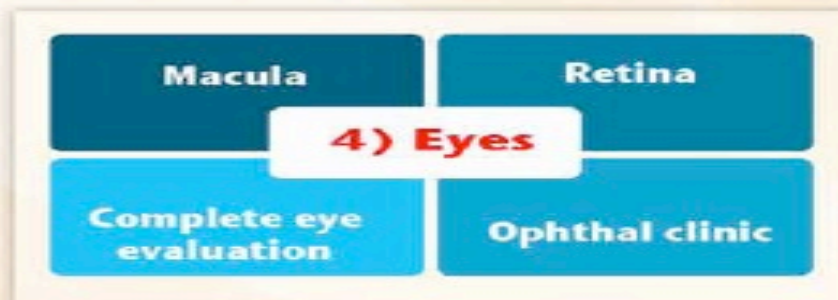 Macula
Retina
4) Eyes
Complete eye
evaluation
Ophthal clinic